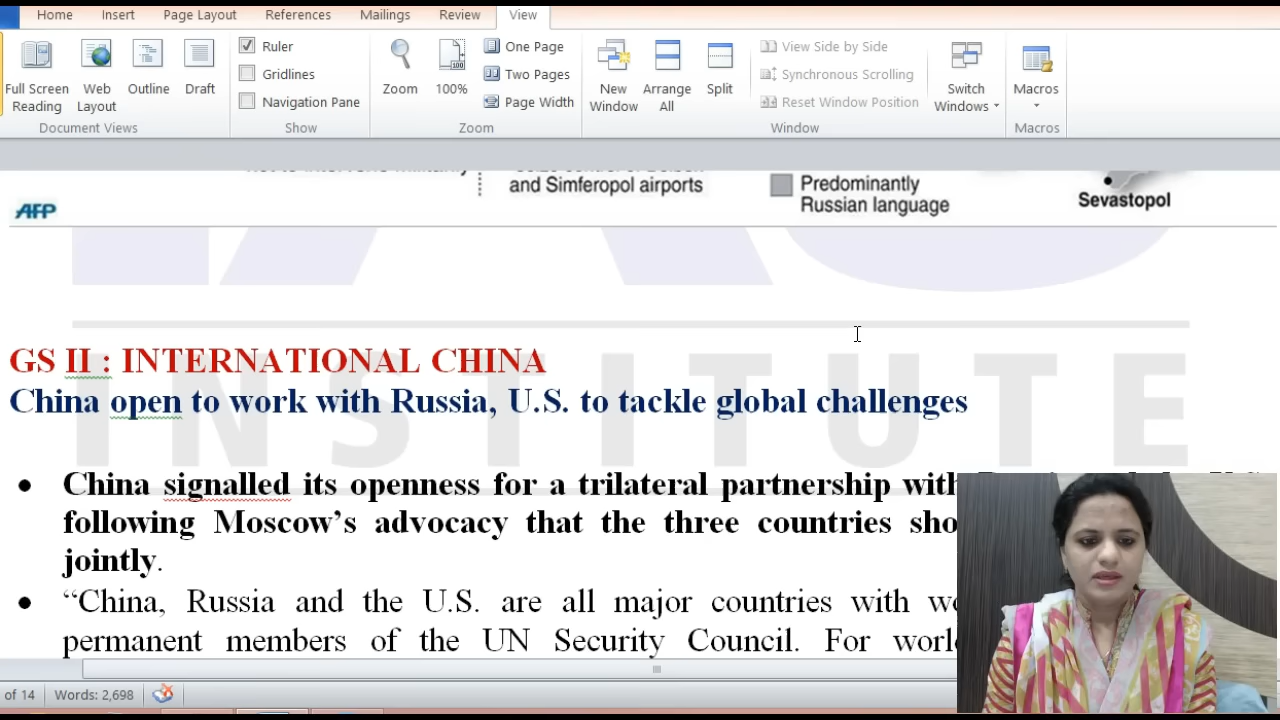 Home Insert Page Layout References Mailings Review View
Full Screen Reading
Web Layout
Outline
Draft
Document Views
Ruler
Gridlines
Navigation Pane
Show
Zoom
100%
One Page
Two Pages
Page Width
Zoom
New Window
Arrange All
Split
View Side by Side
Synchronous Scrolling
Reset Window Position
Window
Switch Windows
Macros
Macros
and Simferopol airports
Predominantly
Russian language
Sevastopol
AFP
INSTITUTE
GS II : INTERNATIONAL CHINA
China open to work with Russia, U.S. to tackle global challenges
• China signalled its openness for a trilateral partnership with
following Moscow's advocacy that the three countries
jointly.
• “China, Russia and the U.S. are all major countries with
permanent members of the UN Security Council. For
of 14 Words: 2,698